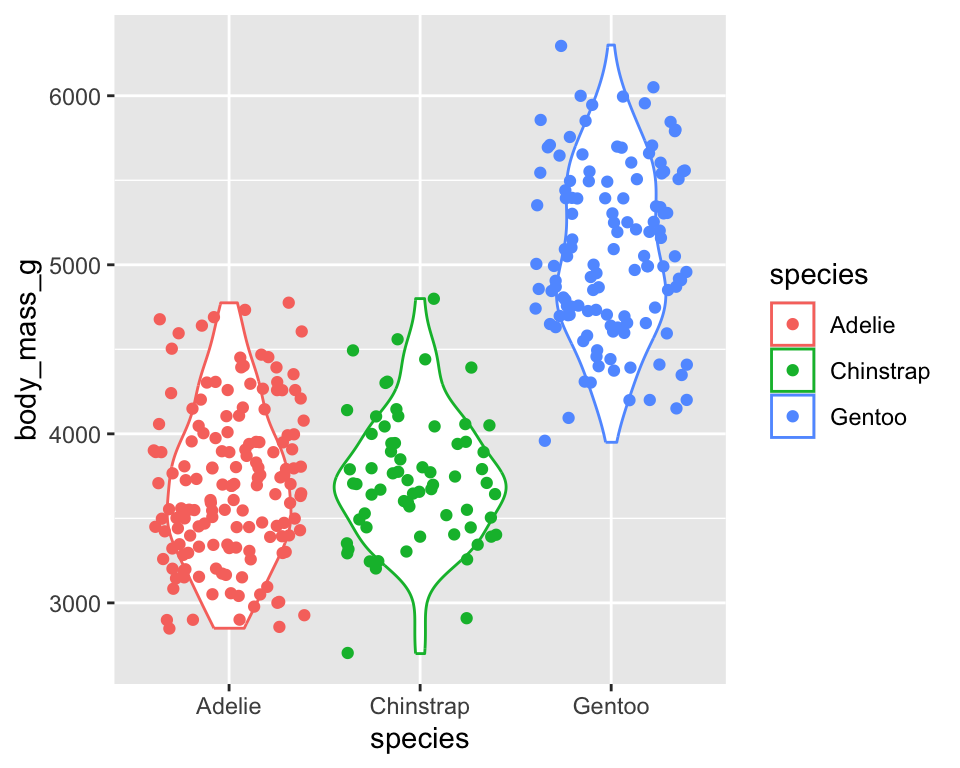 body_mass_g
6000
5000
4000
3000
Adelie
Chinstrap
Gentoo
species
species
Adelie
Chinstrap
Gentoo